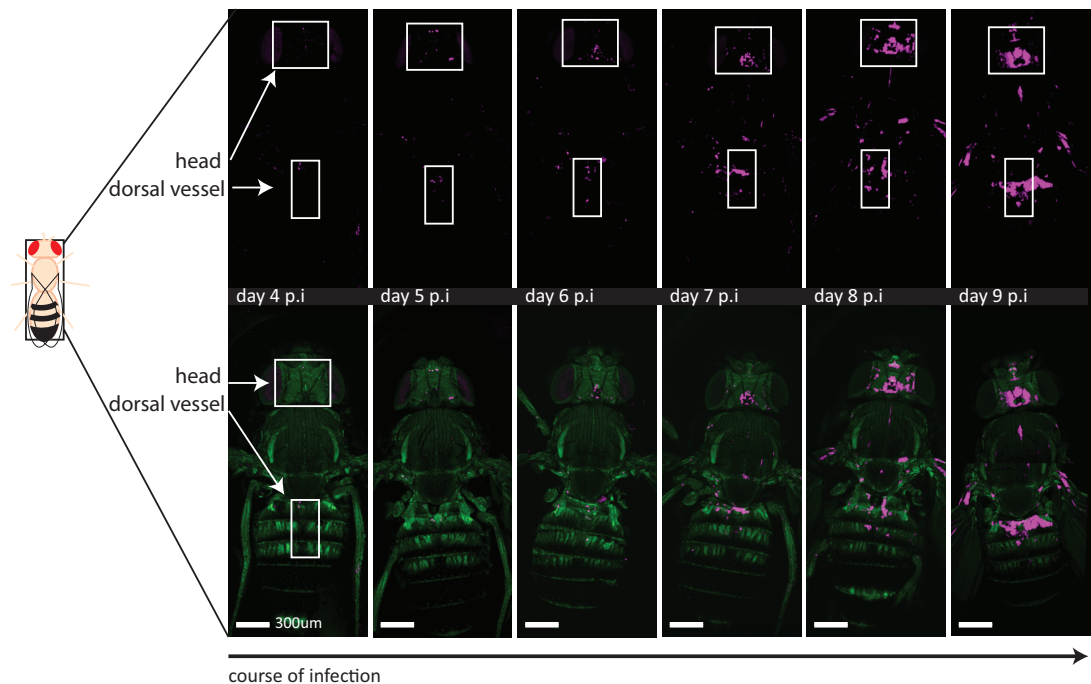 head
dorsal vessel
day 4 p.i
day 5 p.i
day 6 p.i
day 7 p.i
day 8 p.i
day 9 p.i
head
dorsal vessel
300um
course of infection